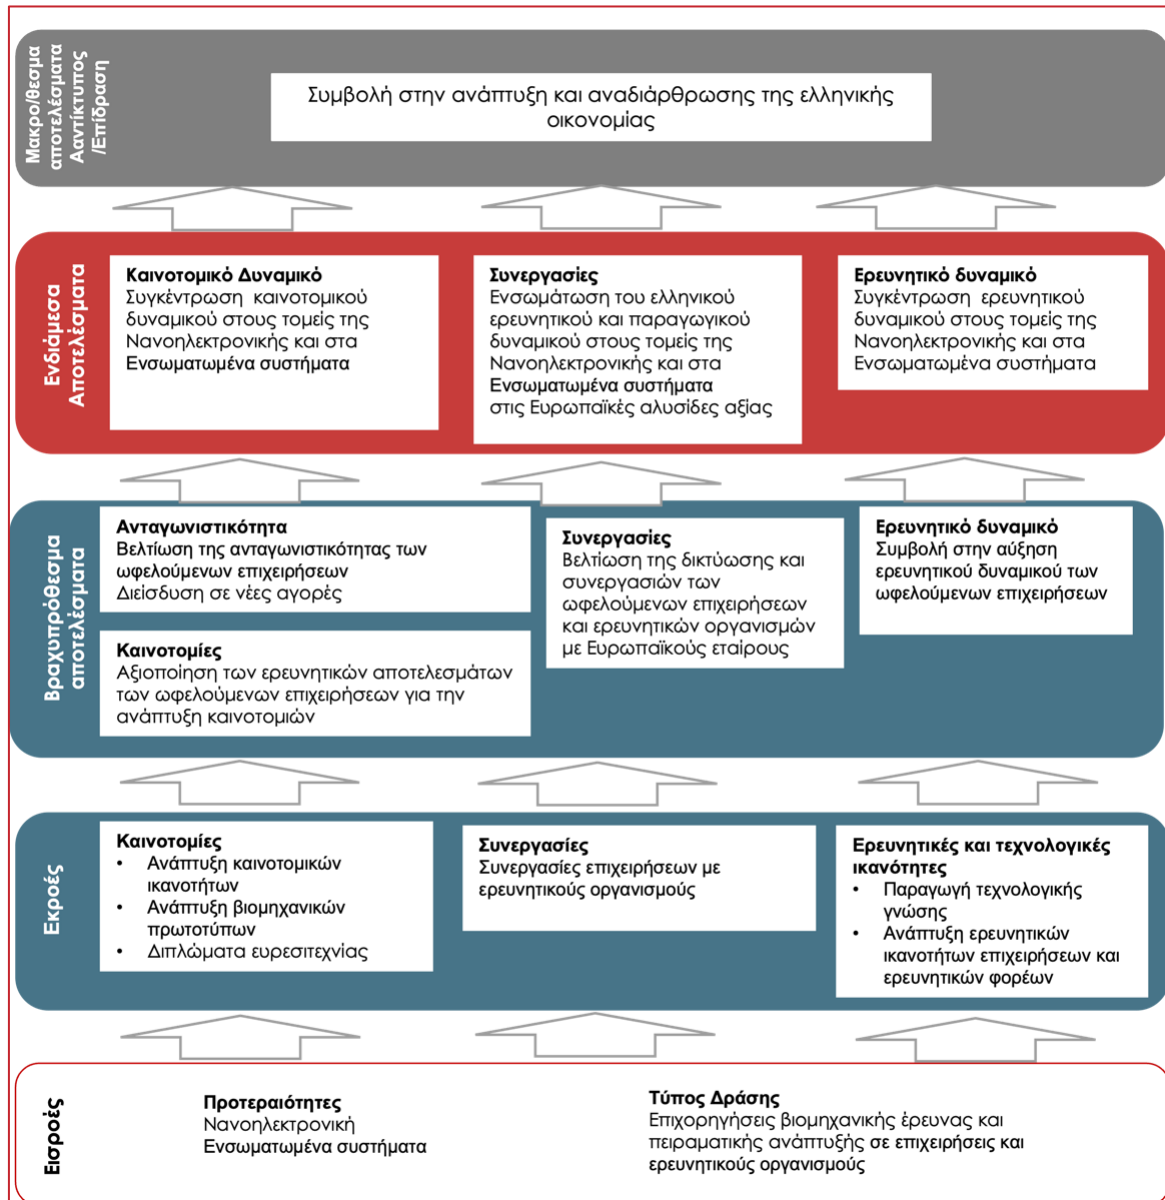 Μακρο/θεσμα
αποτελέσματα
Ααντίκτυπος
/Επίδραση
Συμβολή στην ανάπτυξη και αναδιάρθρωσης της ελληνικής
οικονομίας
Ενδιάμεσα
Αποτελέσματα
Καινοτομικό Δυναμικό
Συγκέντρωση καινοτομικού
δυναμικού στους τομείς της
Νανοηλεκτρονικής και στα
Ενσωματωμένα συστήματα
Συνεργασίες
Ενσωμάτωση του ελληνικού
ερευνητικού και παραγωγικού
δυναμικού στους τομείς της
Νανοηλεκτρονικής και στα
Ενσωματωμένα συστήματα
στις Ευρωπαϊκές αλυσίδες αξίας
Ερευνητικό δυναμικό
Συγκέντρωση ερευνητικού
δυναμικού στους τομείς της
Νανοηλεκτρονικής και στα
Ενσωματωμένα συστήματα
Βραχυπρόθεσμα
αποτελέσματα
Ανταγωνιστικότητα
Βελτίωση της ανταγωνιστικότητας των
ωφελούμενων επιχειρήσεων
Διείσδυση σε νέες αγορές
Καινοτομίες
Αξιοποίηση των ερευνητικών αποτελεσμάτων
των ωφελούμενων επιχειρήσεων για την
ανάπτυξη καινοτομιών
Συνεργασίες
Βελτίωση της δικτύωσης και
συνεργασιών των
ωφελούμενων επιχειρήσεων
και ερευνητικών οργανισμών
με Ευρωπαϊκούς εταίρους
Ερευνητικό δυναμικό
Συμβολή στην αύξηση
ερευνητικού δυναμικού των
ωφελούμενων επιχειρήσεων
Εκροές
Καινοτομίες
• Ανάπτυξη καινοτομικών
ικανοτήτων
• Ανάπτυξη βιομηχανικών
πρωτοτύπων
• Διπλώματα ευρεσιτεχνίας
Συνεργασίες
Συνεργασίες επιχειρήσεων με
ερευνητικούς οργανισμούς
Ερευνητικές και τεχνολογικές
ικανότητες
• Παραγωγή τεχνολογικής
γνώσης
• Ανάπτυξη ερευνητικών
ικανοτήτων επιχειρήσεων και
ερευνητικών φορέων
Εισροές
Προτεραιότητες
Νανοηλεκτρονική
Ενσωματωμένα συστήματα
Τύπος Δράσης
Επιχορηγήσεις βιομηχανικής έρευνας και
πειραματικής ανάπτυξής σε επιχειρήσεις και
ερευνητικούς οργανισμούς